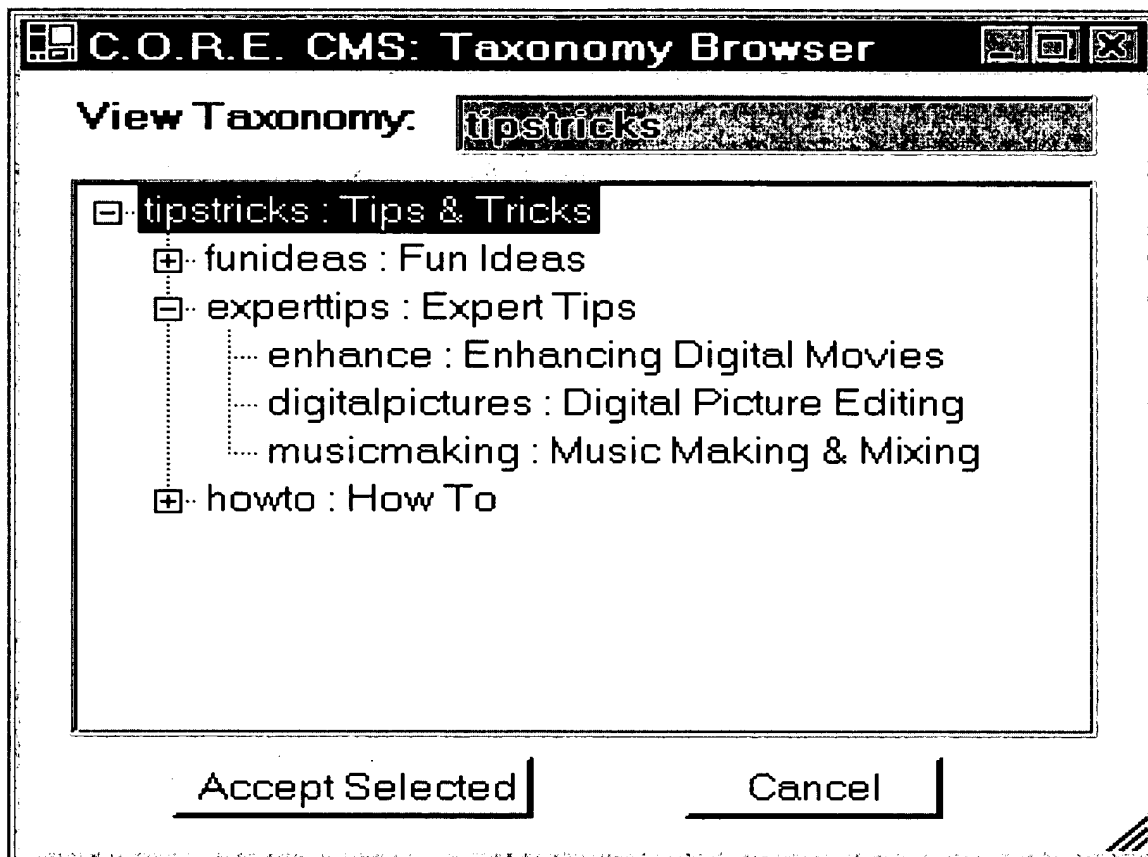 C.O.R.E. CMS: Taxonomy Browser
View Taxonomy: tipstricks
tipstricks : Tips & Tricks
funideas : Fun Ideas
experttips : Expert Tips
enhance : Enhancing Digital Movies
digitalpictures : Digital Picture Editing
musicmaking : Music Making & Mixing
howto : How To
Accept Selected Cancel